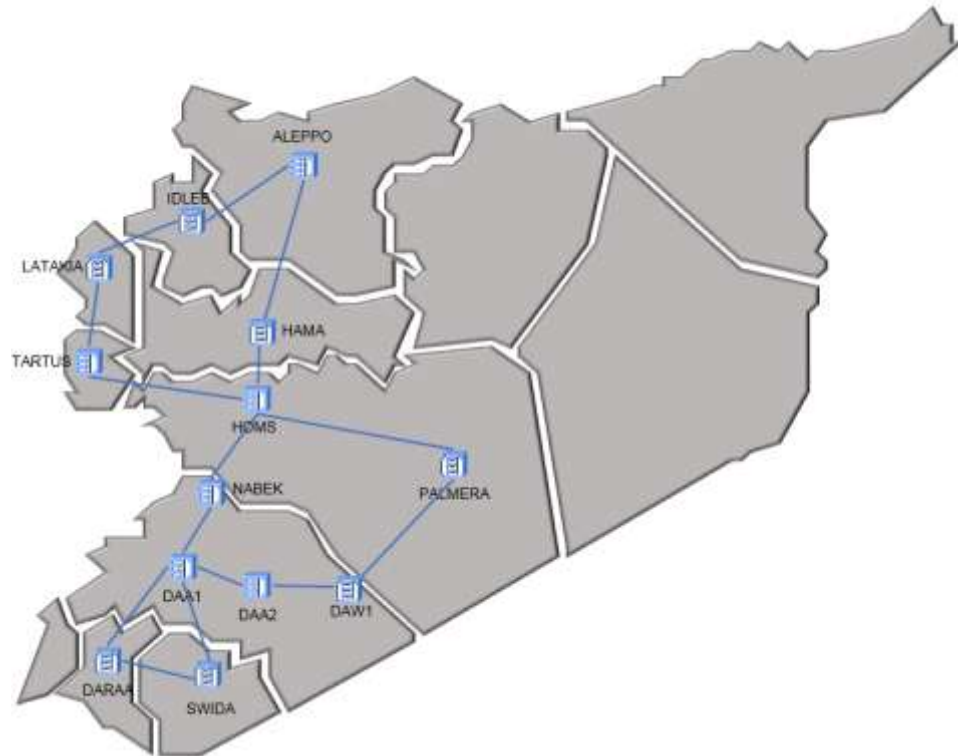 ALEPPO
IDLEB
LATAKIA
HAMA
TARTUS
HOMS
NABEK
PALMERA
DAA1
DAA2
DAW1
DARAA
SWIDA